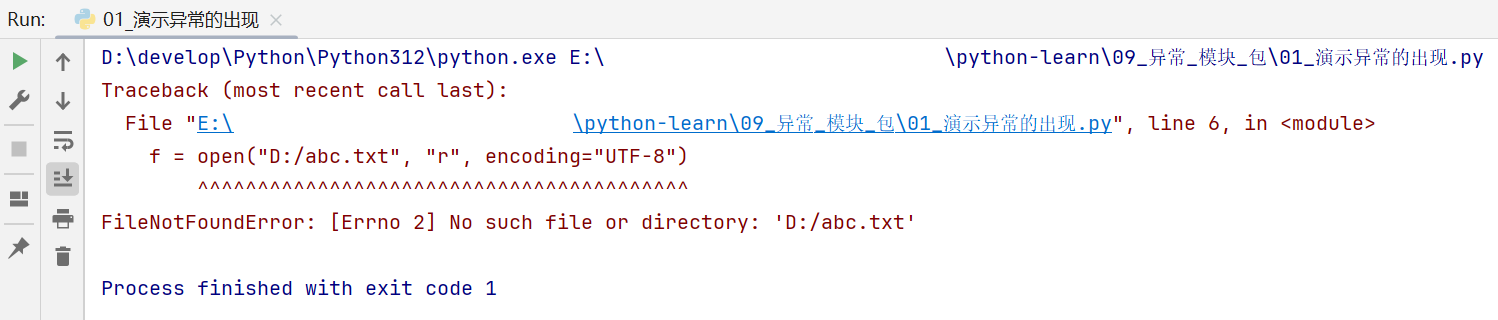 Run: 01_演示异常的出现
D:\develop\Python\Python312\python.exe E:\ \python-learn\09_异常_模块_包\01_演示异常的出现.py
Traceback (most recent call last):
  File "E:\ \python-learn\09_异常_模块_包\01_演示异常的出现.py", line 6, in <module>
    f = open("D:/abc.txt", "r", encoding="UTF-8")
        ^^^^^^^^^^^^^^^^^^^^^^^^^^^^^^^^^^^^^^^^^
FileNotFoundError: [Errno 2] No such file or directory: 'D:/abc.txt'
Process finished with exit code 1